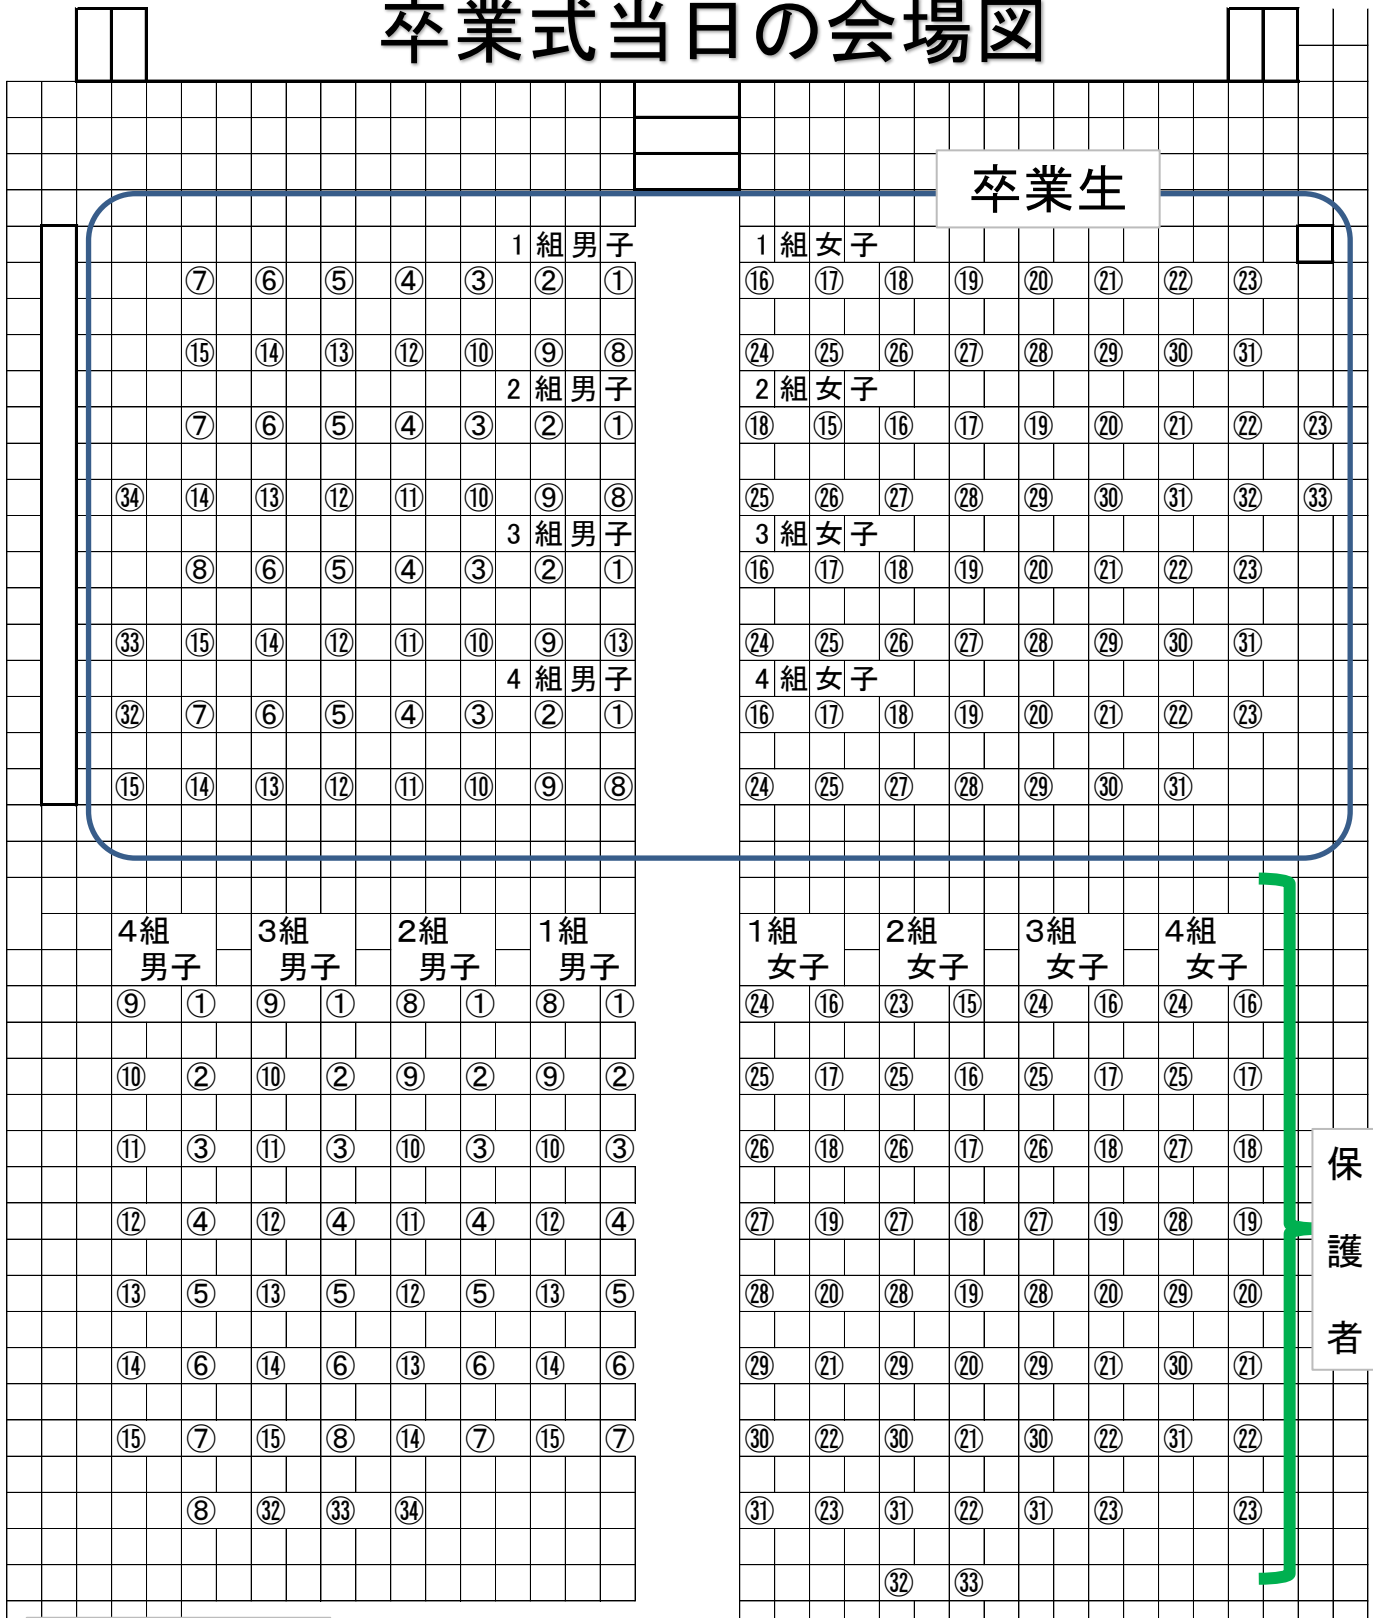 卒業式当日の会場図
卒業生
1組男子 1組女子
⑦ ⑥ ⑤ ④ ③ ② ① ⑯ ⑰ ⑱ ⑲ ⑳ ㉑ ㉒ ㉓
⑮ ⑭ ⑬ ⑫ ⑩ ⑨ ⑧ ㉔ ㉕ ㉖ ㉗ ㉘ ㉙ ㉚ ㉛
2組男子 2組女子
⑦ ⑥ ⑤ ④ ③ ② ① ⑱ ⑮ ⑯ ⑰ ⑲ ⑳ ㉑ ㉒ ㉓
㉞ ⑭ ⑬ ⑫ ⑪ ⑩ ⑨ ⑧ ㉕ ㉖ ㉗ ㉘ ㉙ ㉚ ㉛ ㉜ ㉝
3組男子 3組女子
⑧ ⑥ ⑤ ④ ③ ② ① ⑯ ⑰ ⑱ ⑲ ⑳ ㉑ ㉒ ㉓
㉝ ⑮ ⑭ ⑫ ⑪ ⑩ ⑨ ⑬ ㉔ ㉕ ㉖ ㉗ ㉘ ㉙ ㉚ ㉛
4組男子 4組女子
㉜ ⑦ ⑥ ⑤ ④ ③ ② ① ⑯ ⑰ ⑱ ⑲ ⑳ ㉑ ㉒ ㉓
⑮ ⑭ ⑬ ⑫ ⑪ ⑩ ⑨ ⑧ ㉔ ㉕ ㉗ ㉘ ㉙ ㉚ ㉛
4組 3組 2組 1組 1組 2組 3組 4組
男子 男子 男子 男子 女子 女子 女子 女子
⑨ ① ⑨ ① ⑧ ① ⑧ ① ㉔ ⑯ ㉓ ⑮ ㉔ ⑯ ㉔ ⑯
⑩ ② ⑩ ② ⑨ ② ⑨ ② ㉕ ⑰ ㉕ ⑯ ㉕ ⑰ ㉕ ⑰
⑪ ③ ⑪ ③ ⑩ ③ ⑩ ③ ㉖ ⑱ ㉖ ⑰ ㉖ ⑱ ㉗ ⑱
⑫ ④ ⑫ ④ ⑪ ④ ⑫ ④ ㉗ ⑲ ㉗ ⑱ ㉗ ⑲ ㉘ ⑲
⑬ ⑤ ⑬ ⑤ ⑫ ⑤ ⑬ ⑤ ㉘ ⑳ ㉘ ⑲ ㉘ ⑳ ㉙ ⑳
⑭ ⑥ ⑭ ⑥ ⑬ ⑥ ⑭ ⑥ ㉙ ㉑ ㉙ ⑳ ㉙ ㉑ ㉚ ㉑
⑮ ⑦ ⑮ ⑧ ⑭ ⑦ ⑮ ⑦ ㉚ ㉒ ㉚ ㉑ ㉚ ㉒ ㉛ ㉒
⑧ ㉜ ㉝ ㉞ ㉛ ㉓ ㉛ ㉒ ㉛ ㉓ ㉓
㉜ ㉝
保護者